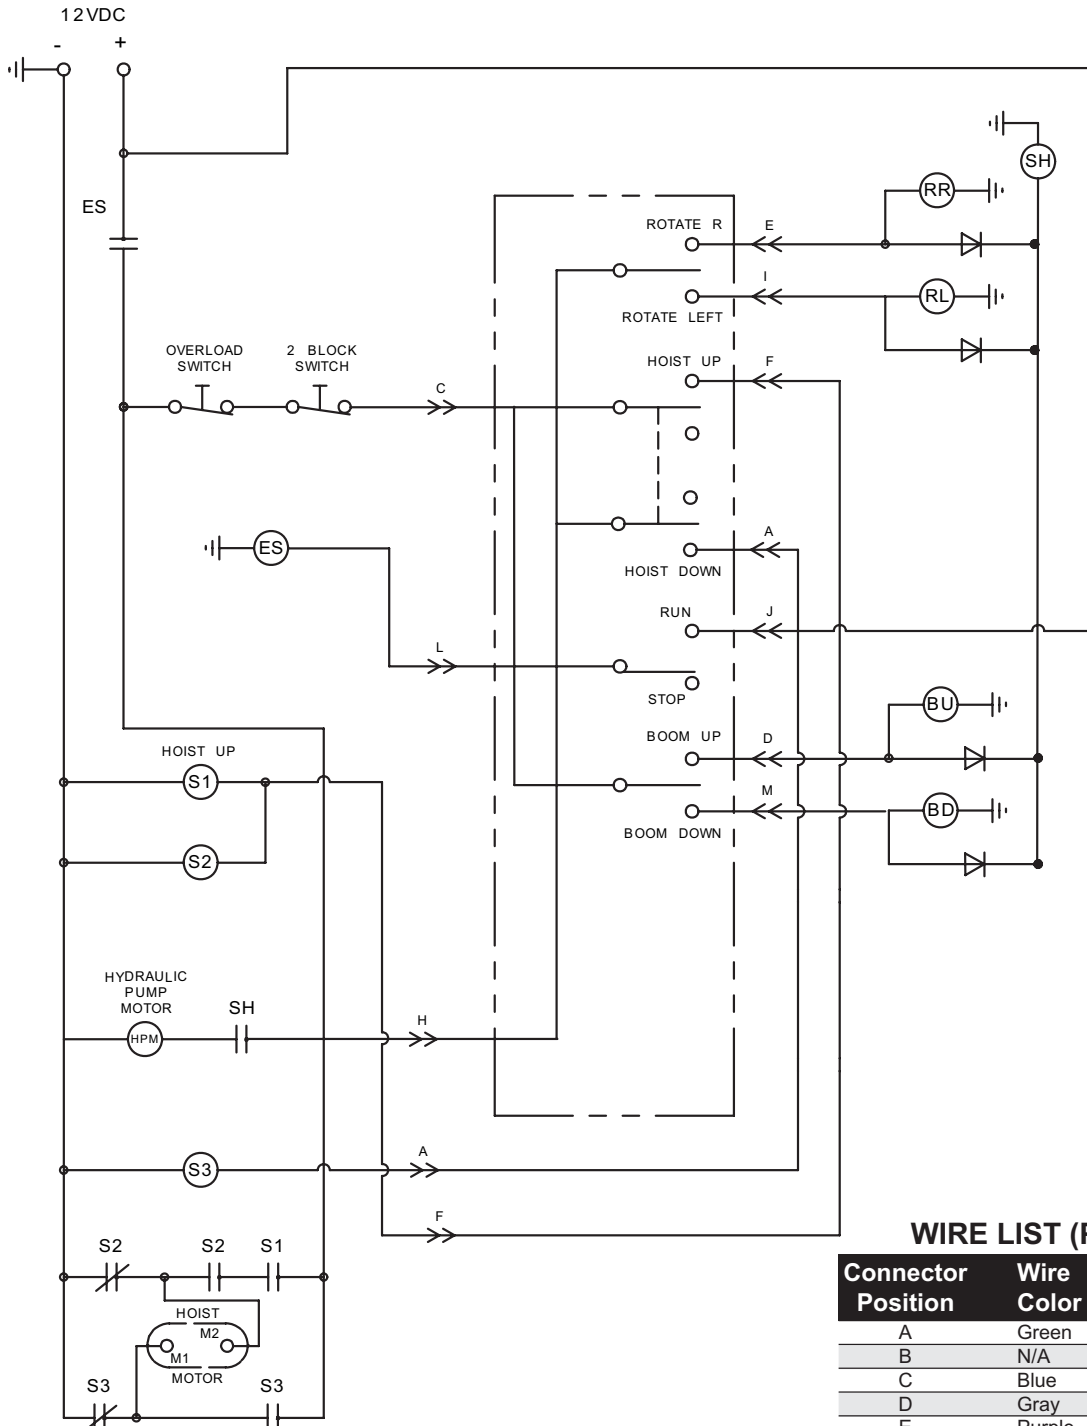 12VDC
- +
ES
SH
RR
ROTATE R
E
I
RL
ROTATE LEFT
OVERLOAD
SWITCH
2 BLOCK
SWITCH
HOIST UP
F
C
ES
A
HOIST DOWN
RUN
J
L
STOP
BU
HOIST UP
BOOM UP
D
S1
M
BD
BOOM DOWN
S2
HYDRAULIC
PUMP
MOTOR
SH
HPM
H
S3
A
F
S2
S2
S1
HOIST
M2
M1
MOTOR
S3
S3
WIRE LIST (
Connector Wire
Position Color
A Green
B N/A
C Blue
D Gray